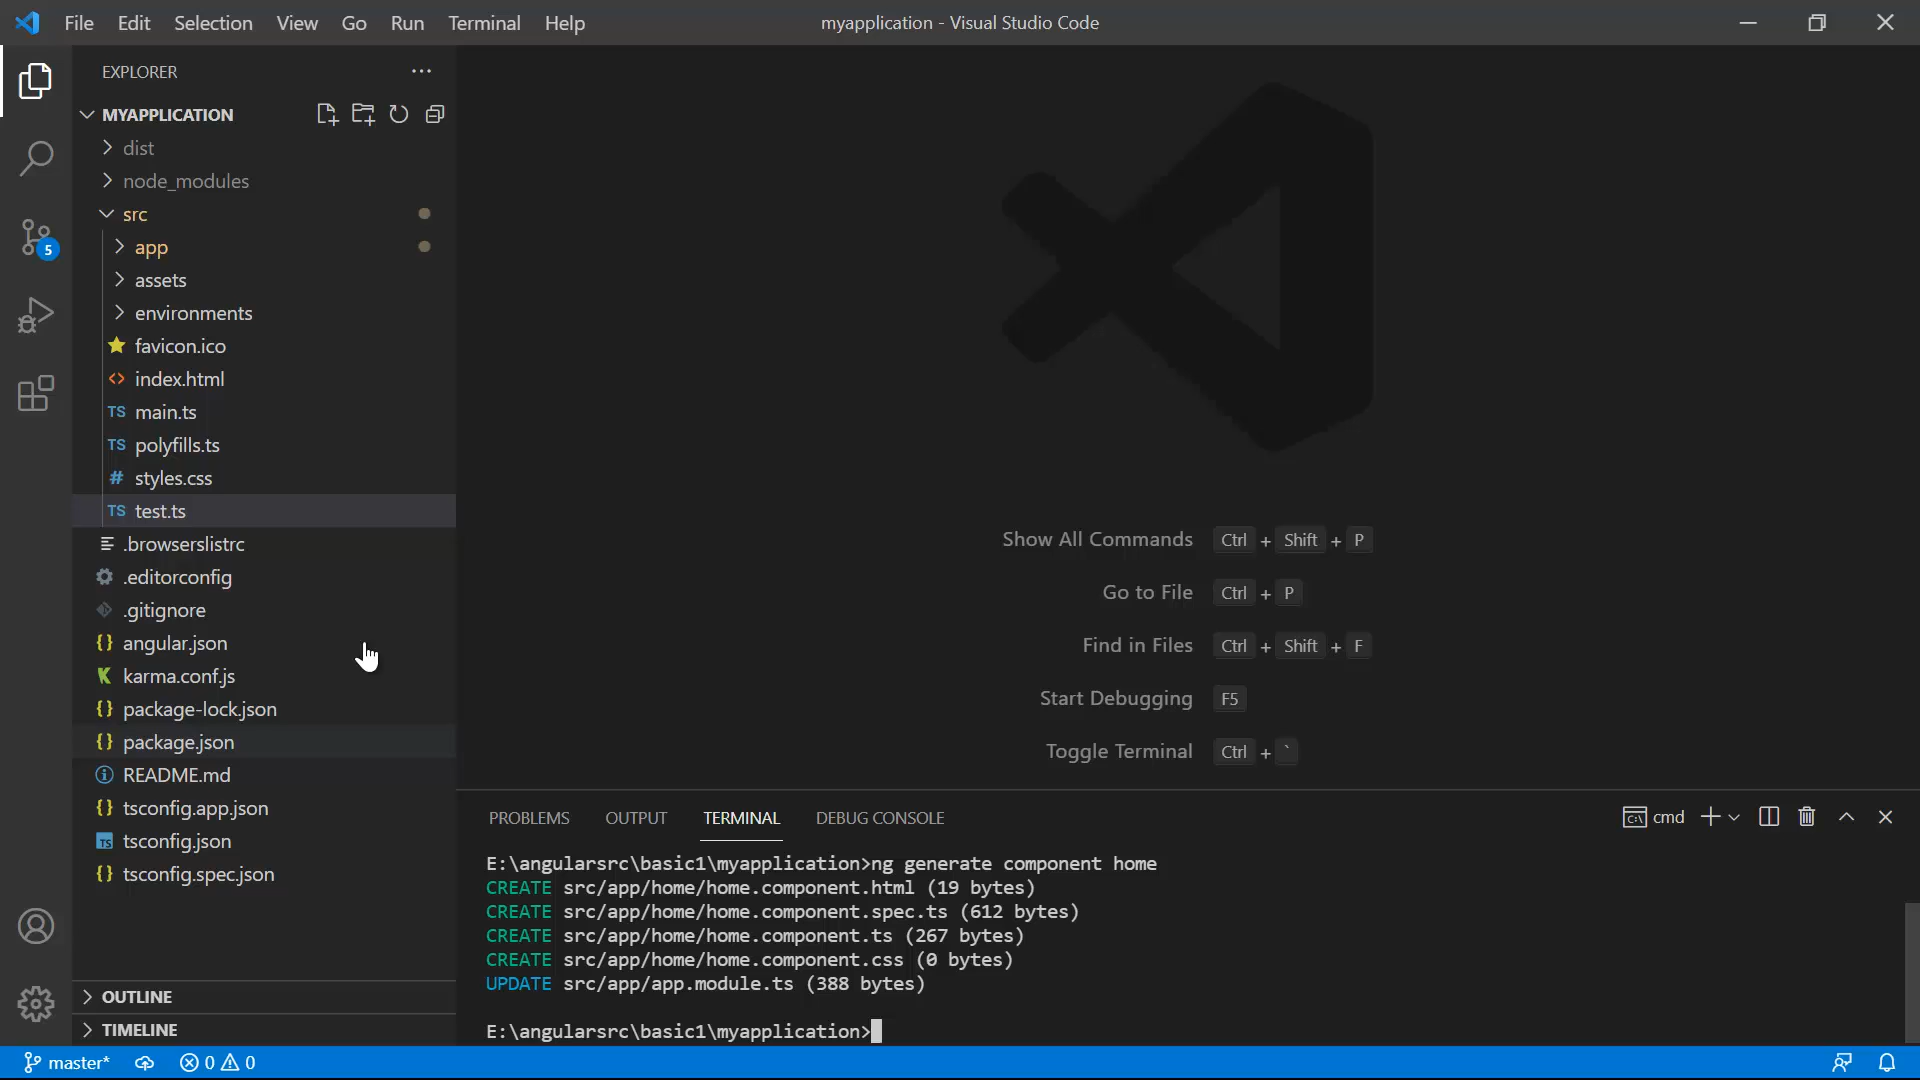 File Edit Selection View Go Run Terminal Help
myapplication - Visual Studio Code
EXPLORER
MYAPPLICATION
dist
node_modules
src
app
assets
environments
favicon.ico
<> index.html
TS main.ts
TS polyfills.ts
# styles.css
TS test.ts
.browserslistrc
.editorconfig
.gitignore
{} angular.json
K karma.conf.js
{} package-lock.json
{} package.json
README.md
{} tsconfig.app.json
TS tsconfig.json
{} tsconfig.spec.json
OUTLINE
TIMELINE
5
Show All Commands Ctrl + Shift + P
Go to File Ctrl + P
Find in Files Ctrl + Shift + F
Start Debugging F5
Toggle Terminal Ctrl + `
PROBLEMS OUTPUT TERMINAL DEBUG CONSOLE
cmd
E:\angularsrc\basic1\myapplication>ng generate component home
CREATE src/app/home/home.component.html (19 bytes)
CREATE src/app/home/home.component.spec.ts (612 bytes)
CREATE src/app/home/home.component.ts (267 bytes)
CREATE src/app/home/home.component.css (0 bytes)
UPDATE src/app/app.module.ts (388 bytes)
E:\angularsrc\basic1\myapplication>
master* 0 0